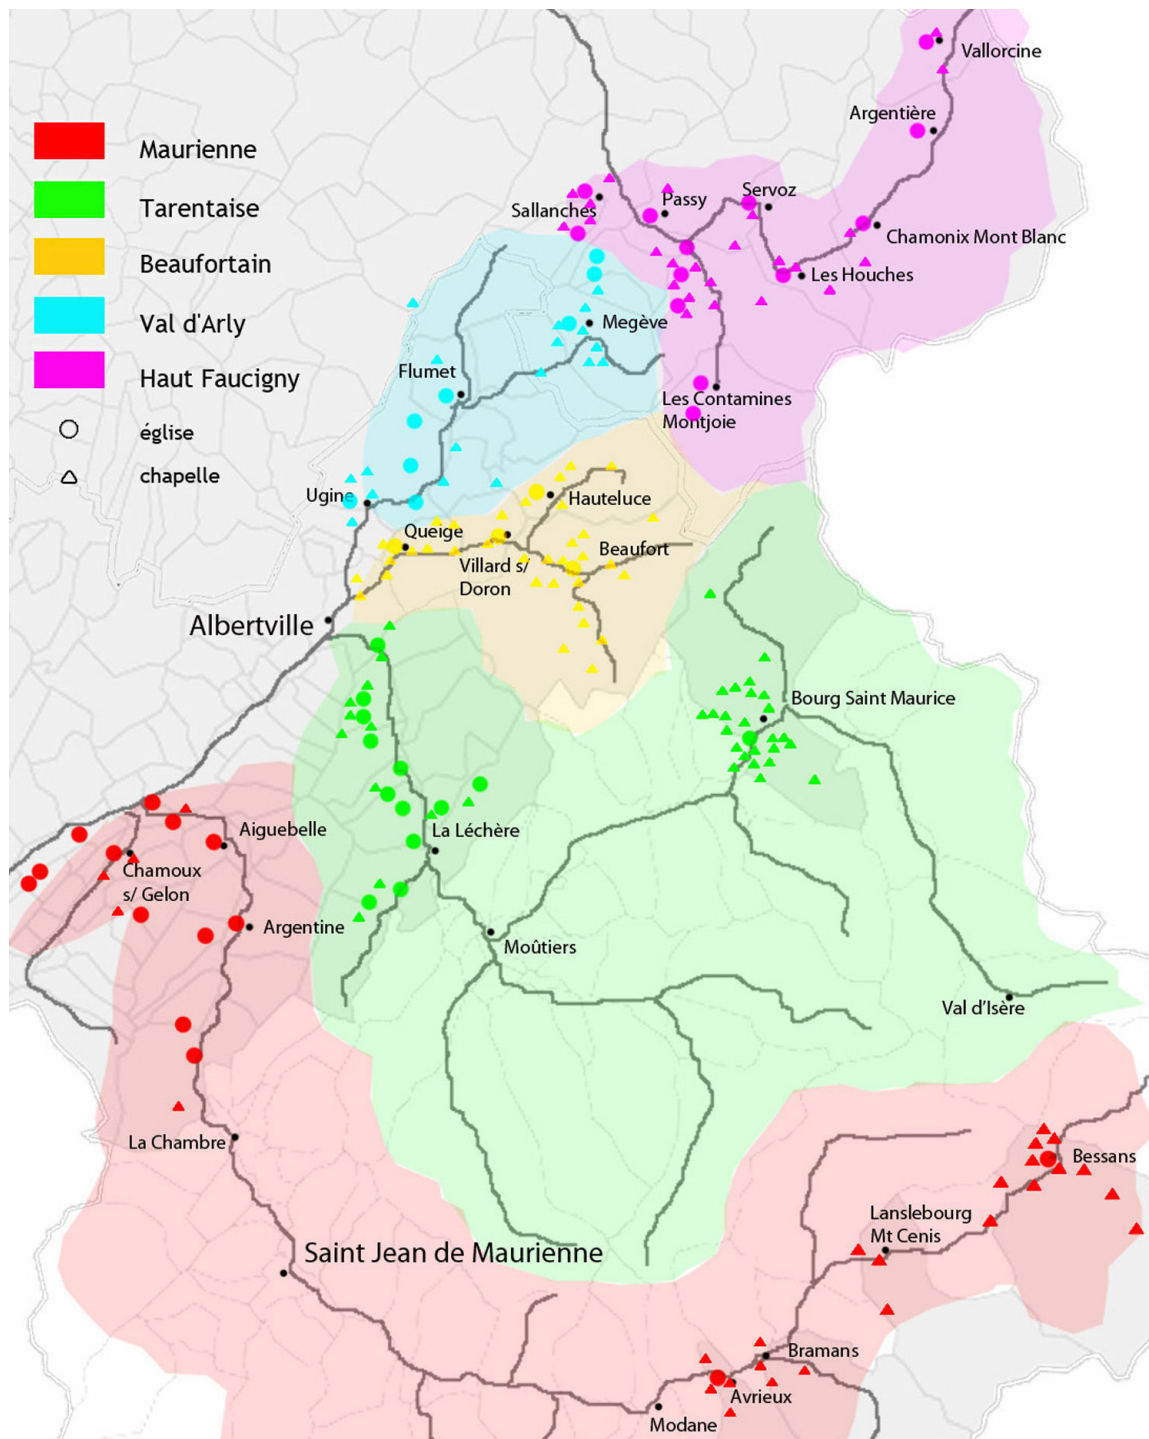 Maurienne
Tarentaise
Beaufortain
Val d'Arly
Haut Faucigny
église
chapelle
Vallorcine
Argentière
Servoz
Passy
Sallanches
Chamonix Mont Blanc
Les Houches
Megève
Flumet
Les Contamines
Montjoie
Ugine
Hauteluce
Queige
Beaufort
Villard s/
Doron
Albertville
Bourg Saint Maurice
Aiguebelle
La Léchère
Chamoux
s/ Gelon
Argentine
Moûtiers
Val d'Isère
La Chambre
Bessans
Lanslebourg
Mt Cenis
Saint Jean de Maurienne
Bramans
Avrieux
Modane